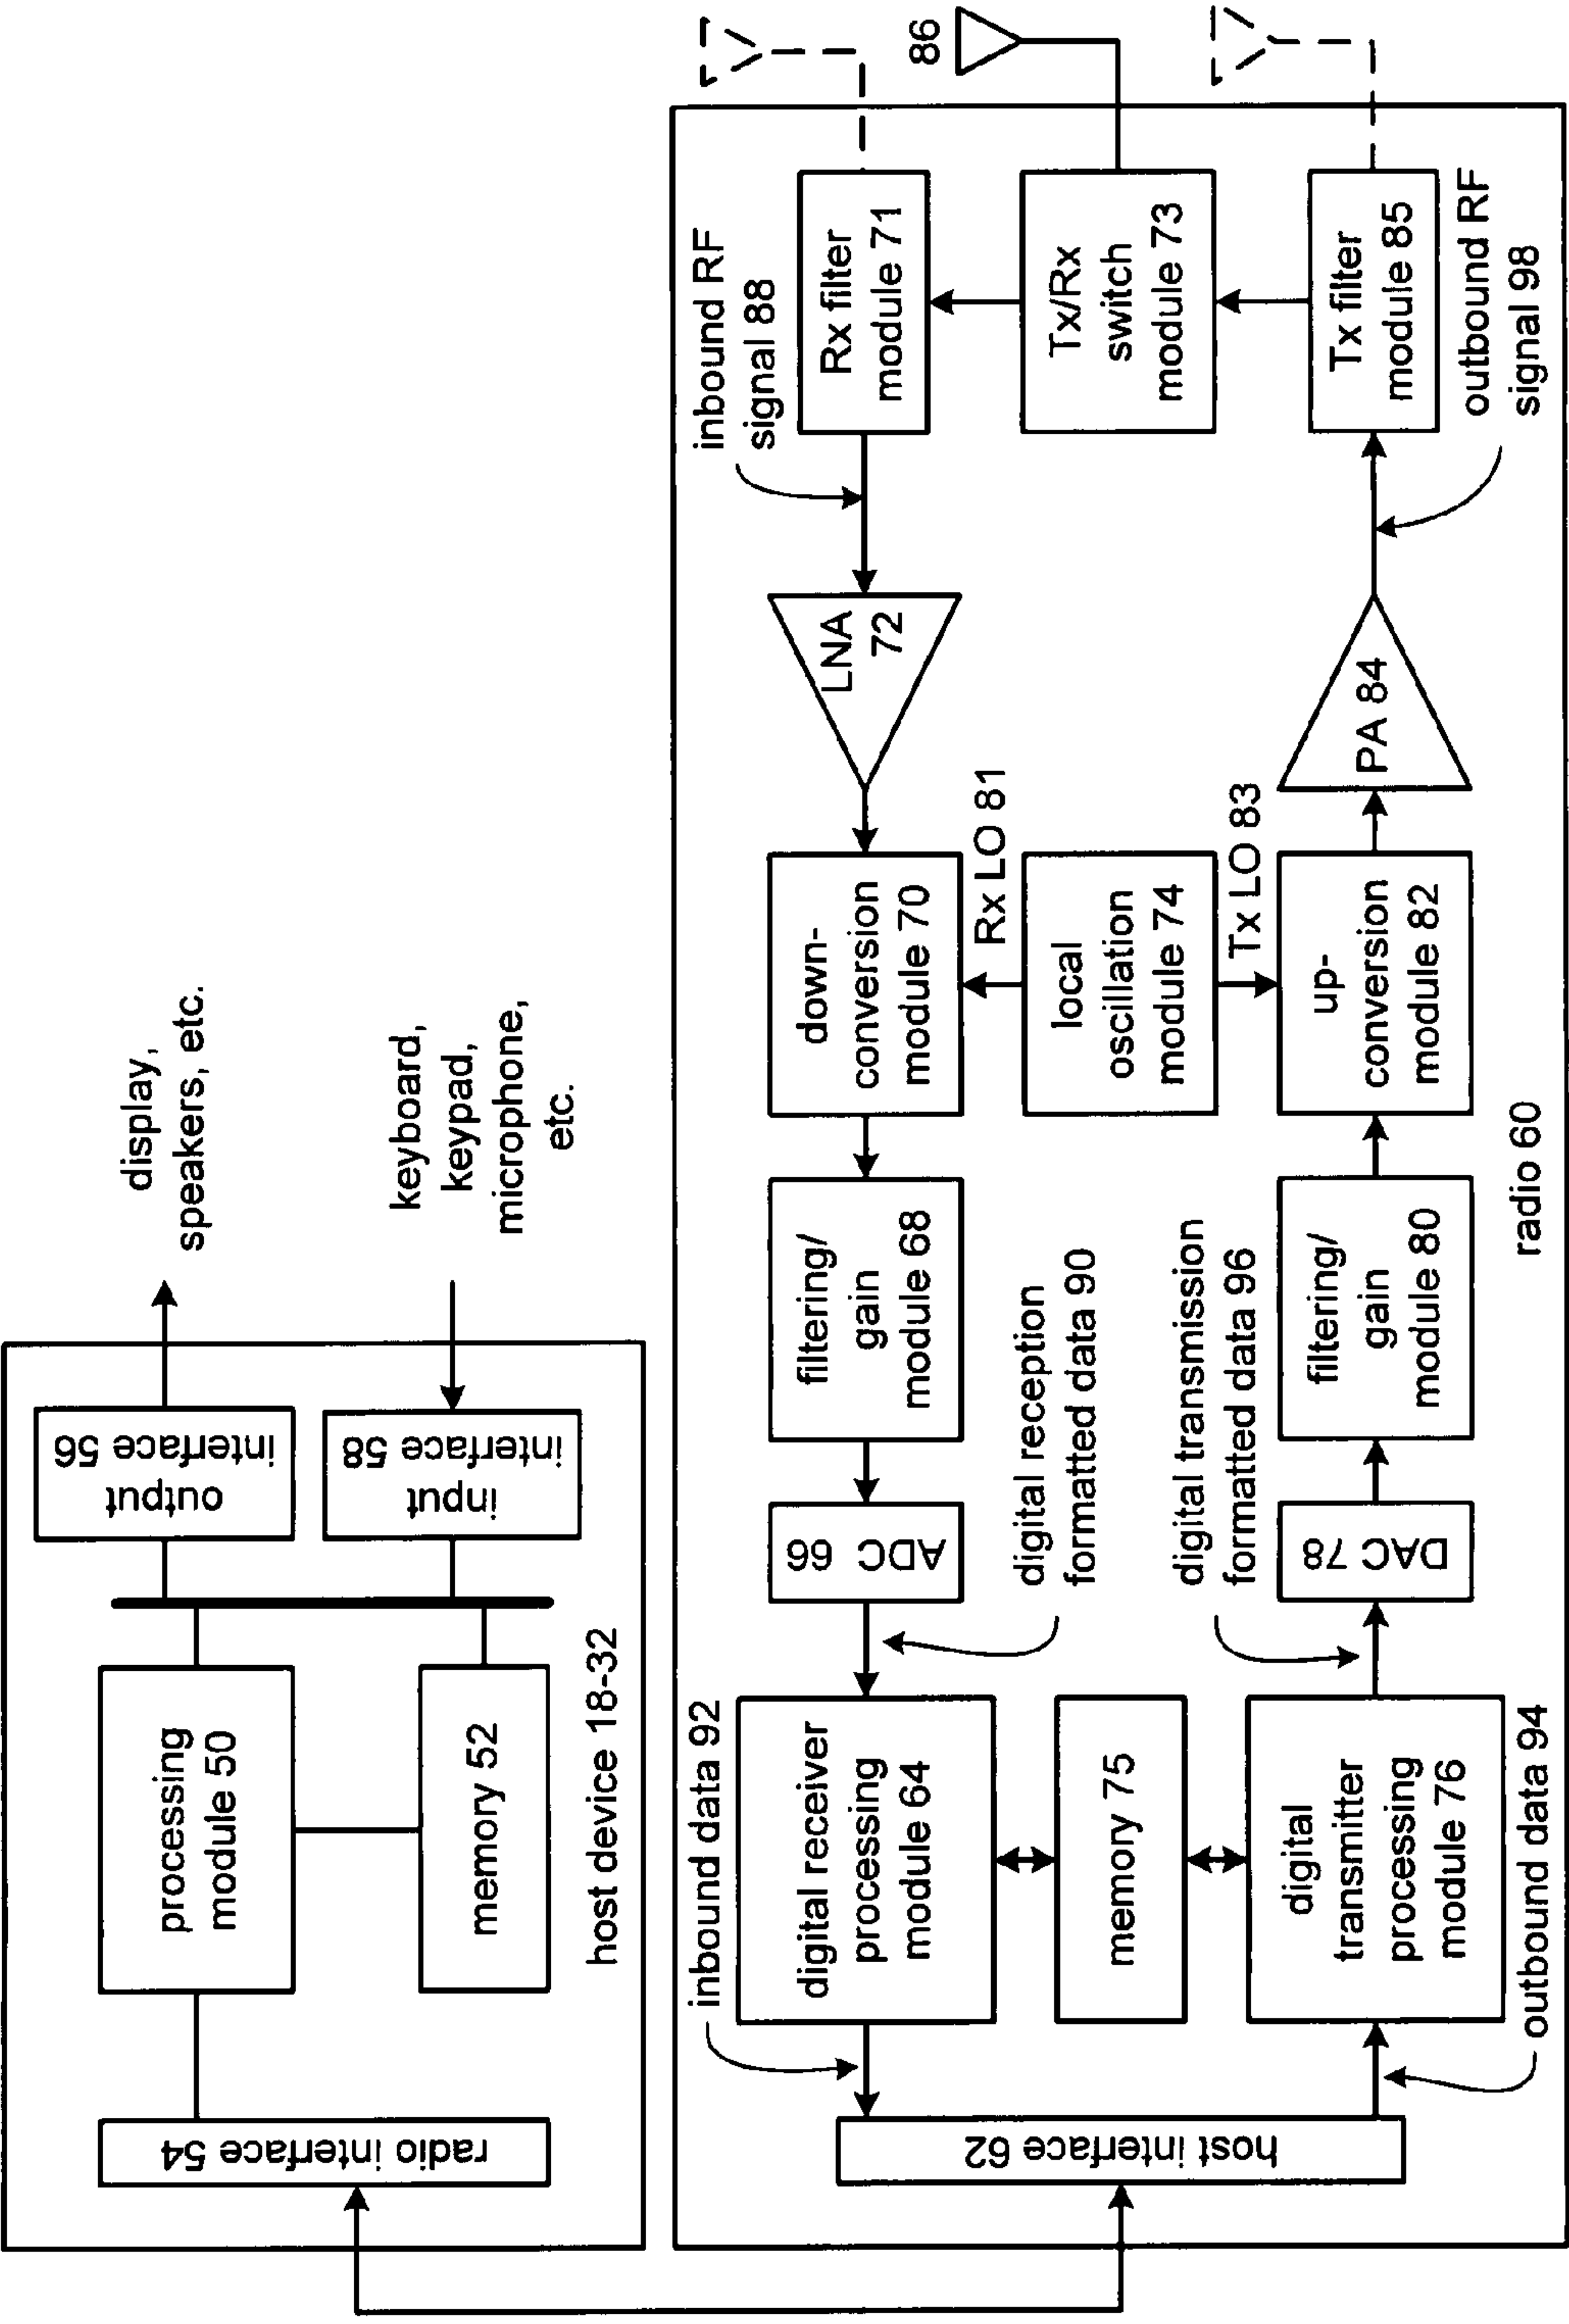 radio interface 54
processing
module 50
memory 52
output
interface 56
input
interface 58
display,
speakers, etc.
keyboard,
keypad,
microphone,
etc.
host device 18-32
host interface 62
inbound data 92
digital receiver
processing
module 64
memory 75
digital
transmitter
processing
module 76
outbound data 94
ADC 66
digital reception
formatted data 90
digital transmission
formatted data 96
DAC 78
filtering/
gain
module 68
filtering/
gain
module 80
radio 60
down-
conversion
module 70
Rx LO 81
local
oscillation
module 74
Tx LO 83
up-
conversion
module 82
LNA
72
PA 84
inbound RF
signal 88
Rx filter
module 71
Tx/Rx
switch
module 73
Tx filter
module 85
outbound RF
signal 98
86